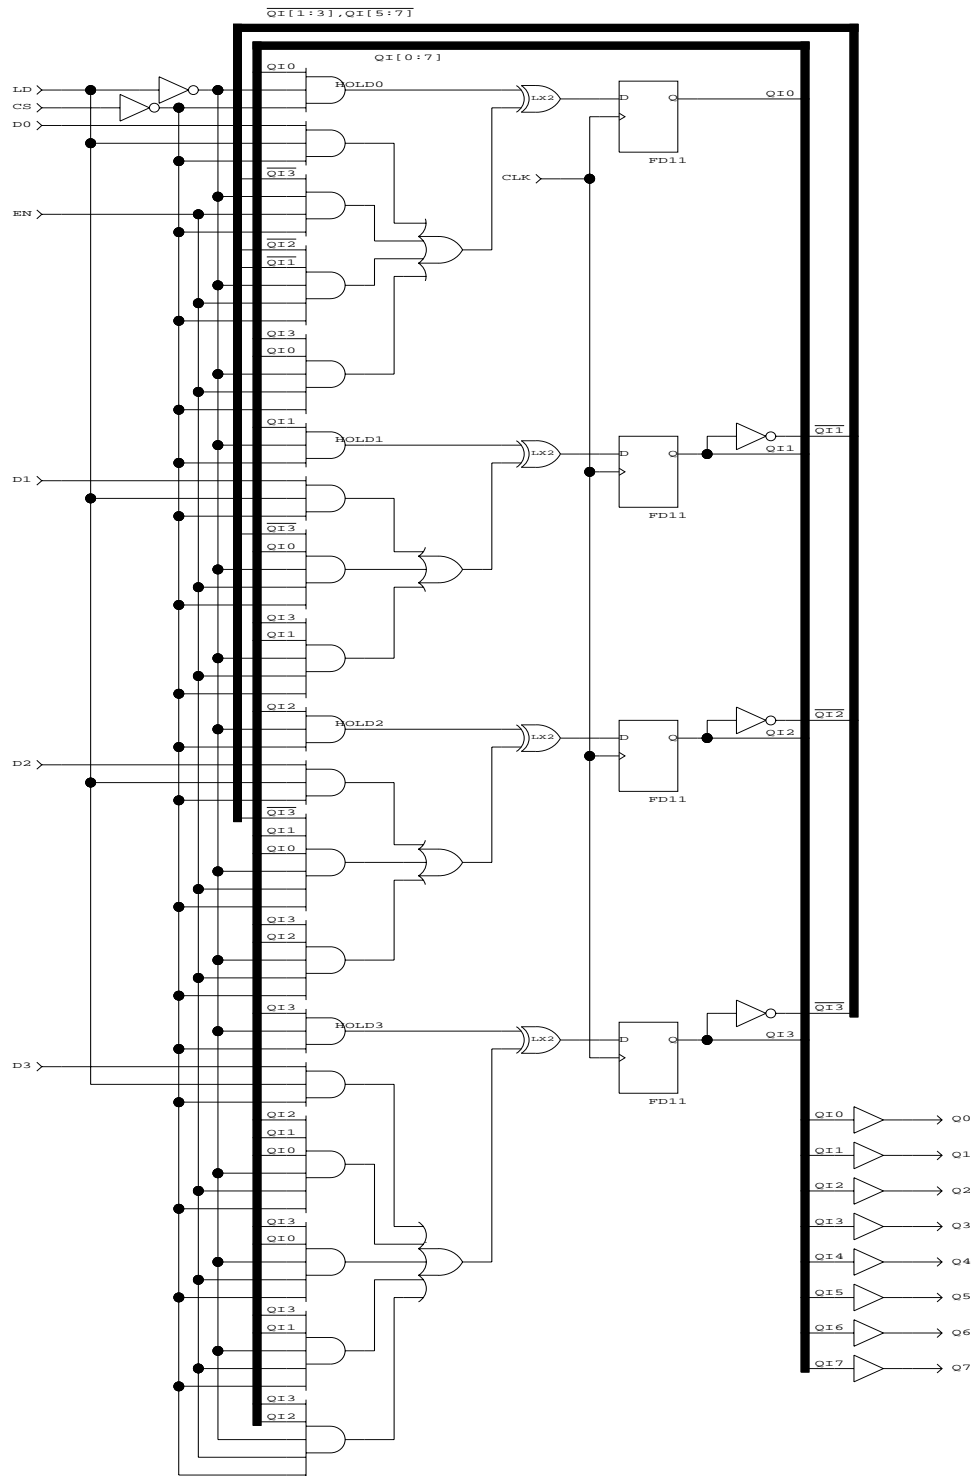 QI[1:3],QI[5:7]
QI[0:7]
QI0
LD
HOLD0
LX2
D
Q
QI0
CS
D0
FD11
QI3
CLK
EN
QI2
QI1
QI3
QI0
QI1
HOLD1
LX2
D
Q
QI1
QI1
D1
FD11
QI3
QI0
QI3
QI1
QI2
HOLD2
LX2
D
Q
QI2
QI2
D2
FD11
QI3
QI1
QI0
QI3
QI2
QI3
HOLD3
LX2
D
Q
QI3
QI3
D3
FD11
QI2
QI0
Q0
QI1
QI0
QI1
Q1
QI2
Q2
QI3
QI0
QI3
Q3
QI4
Q4
QI3
QI1
QI5
Q5
QI6
Q6
QI7
Q7
QI3
QI2